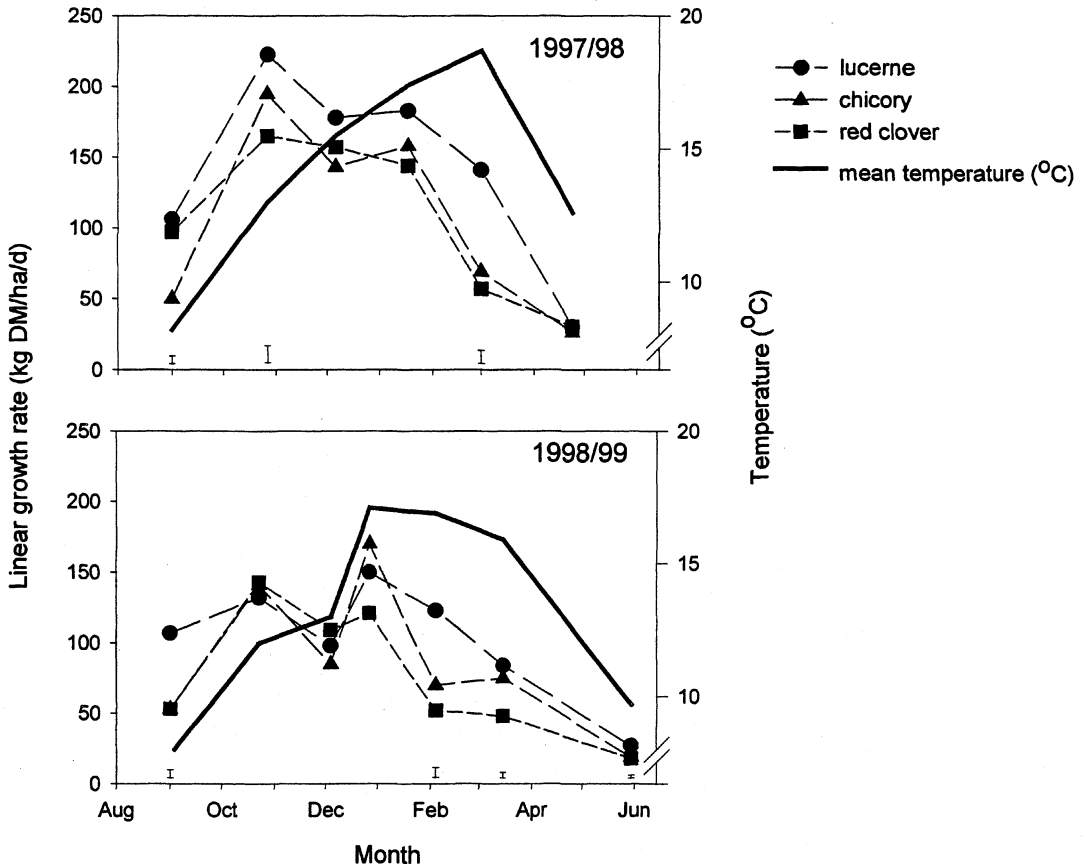 1997/98
250
200
150
100
50
0
20
15
10
lucerne
chicory
red clover
mean temperature (°C)
Linear growth rate (kg DM/ha/d)
Temperature (°C)
1998/99
250
200
150
100
50
0
20
15
10
Aug Oct Dec Feb Apr Jun
Month